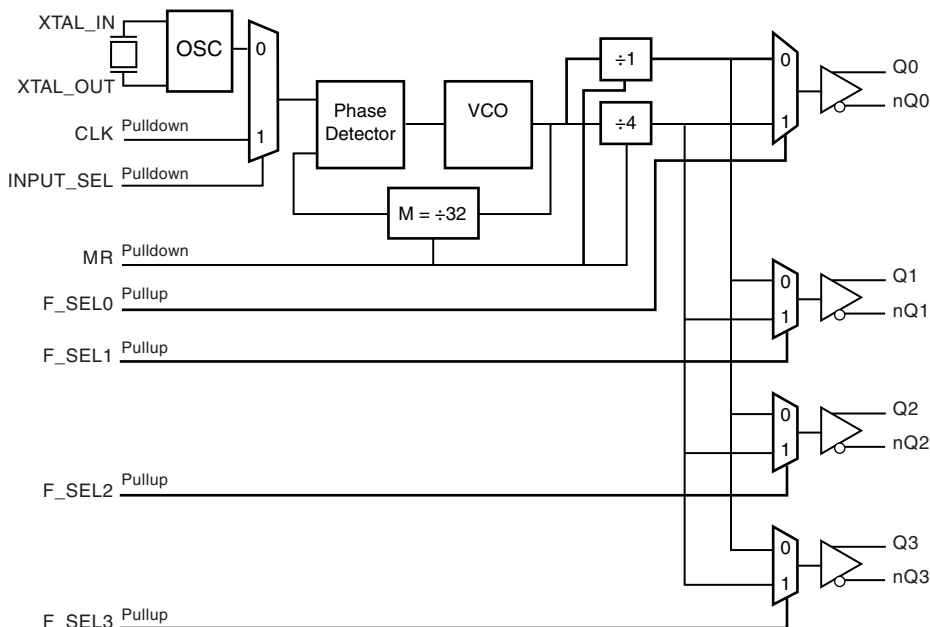 XTAL_IN
OSC
XTAL_OUT
0
1
CLK Pulldown
INPUT_SEL Pulldown
Phase
Detector
VCO
÷1
÷4
M = ÷32
MR Pulldown
F_SEL0 Pullup
F_SEL1 Pullup
F_SEL2 Pullup
F_SEL3 Pullup
0
1
Q0
nQ0
0
1
Q1
nQ1
0
1
Q2
nQ2
0
1
Q3
nQ3